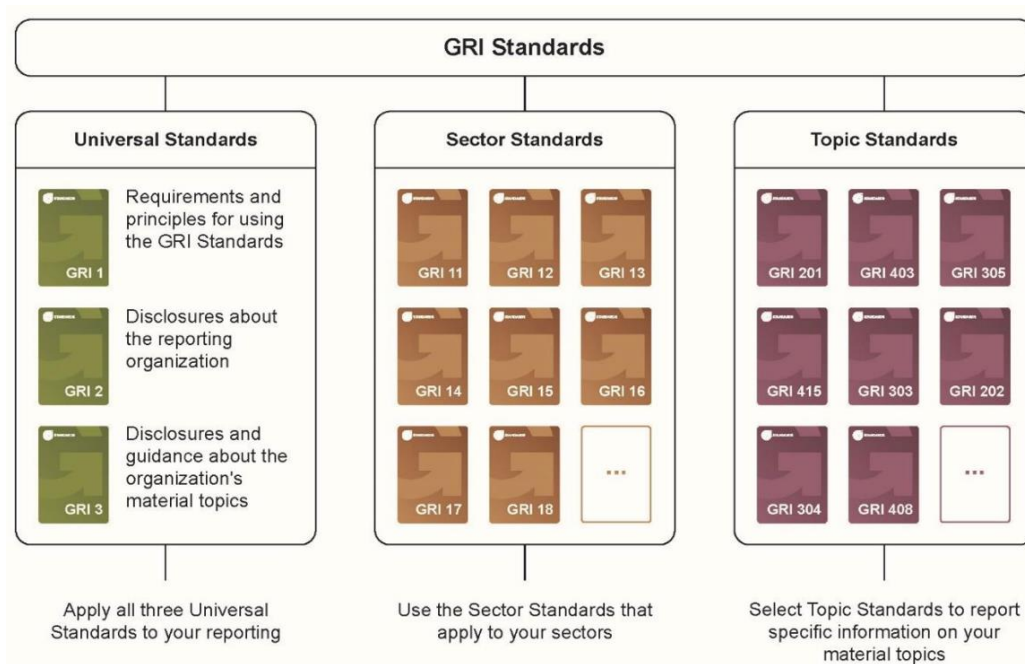 GRI Standards
Universal Standards
GRI 1
Requirements and
principles for using
the GRI Standards
GRI 2
Disclosures about
the reporting
organization
GRI 3
Disclosures and
guidance about the
organization's
material topics
Apply all three Universal
Standards to your reporting
Sector Standards
GRI 11
GRI 12
GRI 13
GRI 14
GRI 15
GRI 16
GRI 17
GRI 18
...
Use the Sector Standards that
apply to your sectors
Topic Standards
GRI 201
GRI 403
GRI 305
GRI 415
GRI 303
GRI 202
GRI 304
GRI 408
...
Select Topic Standards to report
specific information on your
material topics